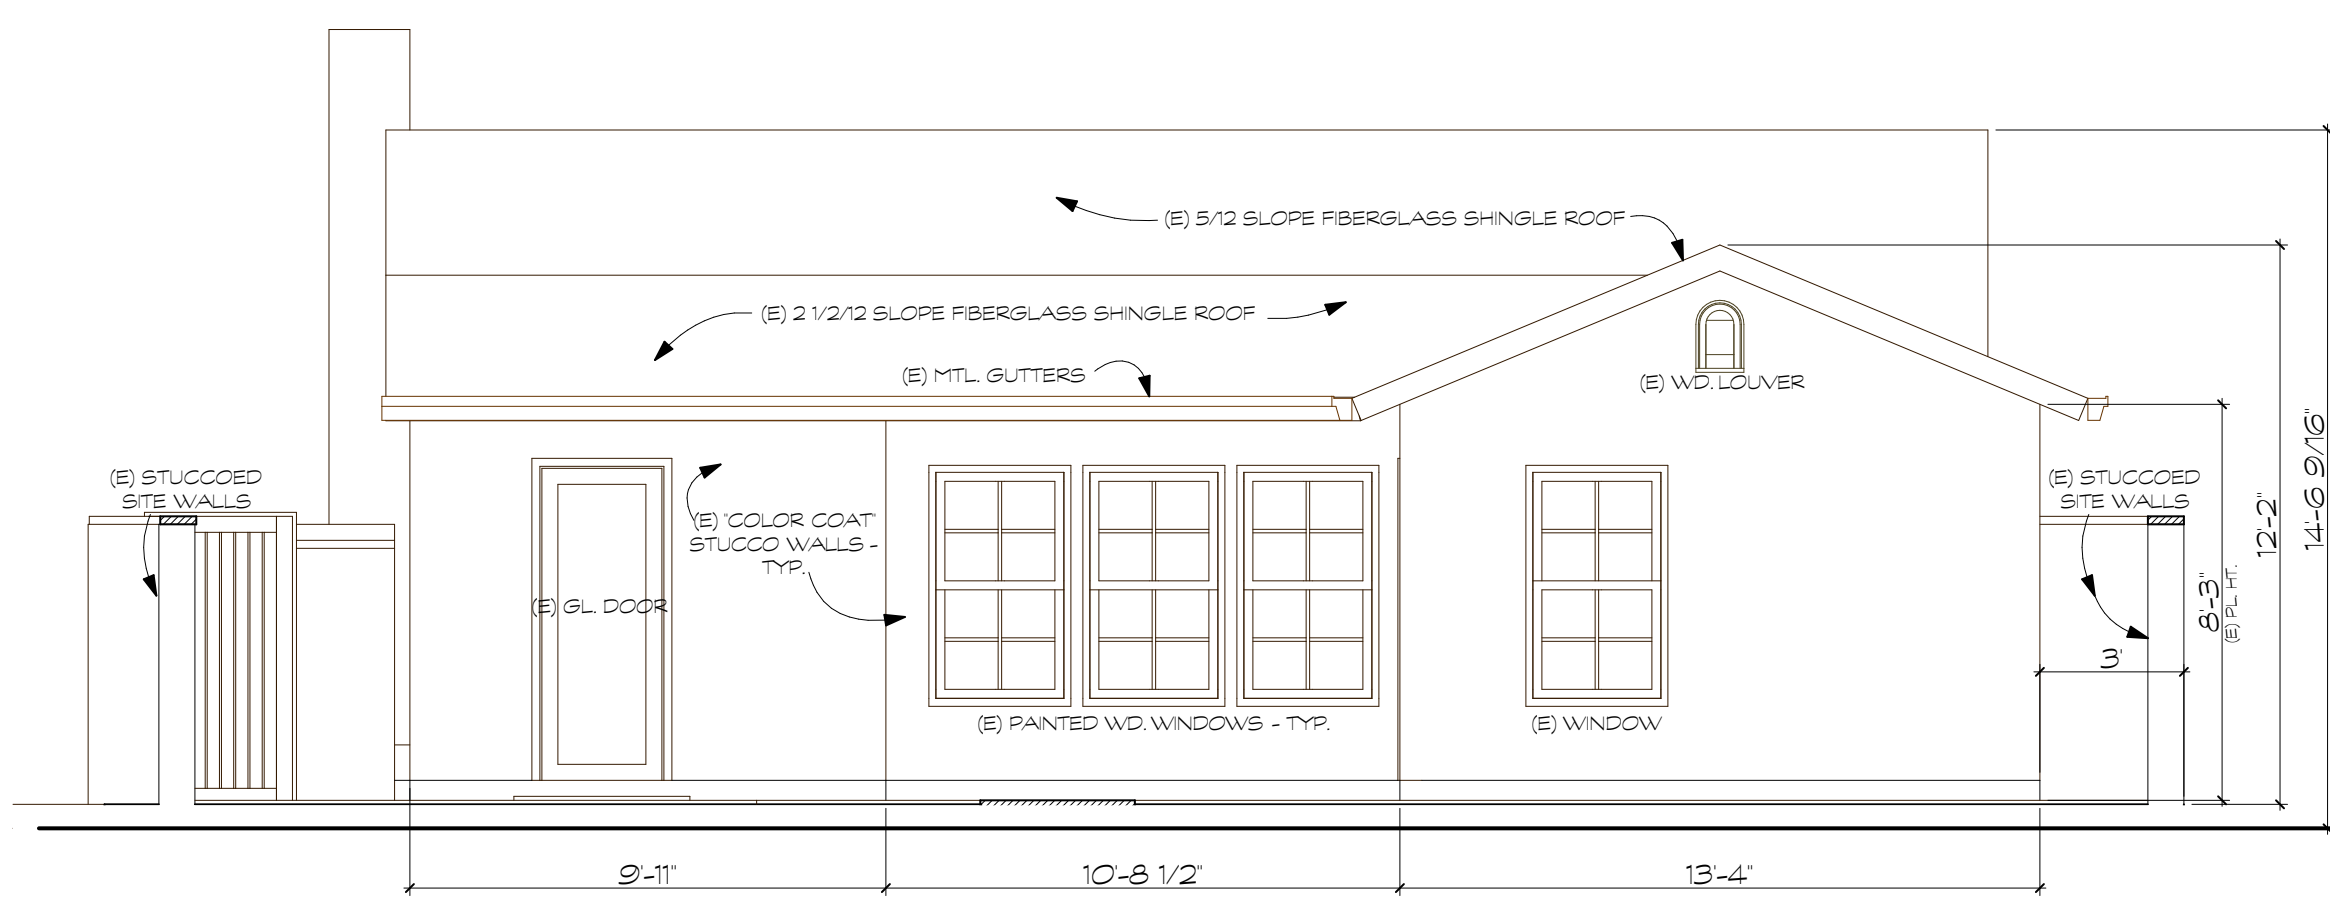 (E) 5/12 SLOPE FIBERGLASS SHINGLE ROOF
(E) 2 1/2/12 SLOPE FIBERGLASS SHINGLE ROOF
(E) MTL. GUTTERS
(E) WD. LOUVER
(E) STUCCOED
SITE WALLS
(E) "COLOR COAT"
STUCCO WALLS -
TYP.
(E) GL. DOOR
(E) PAINTED WD. WINDOWS - TYP.
(E) WINDOW
(E) STUCCOED
SITE WALLS
3'
8'-3"
(E) PL. HT.
12'-2"
14'-6 9/16"
9'-11"
10'-8 1/2"
13'-4"